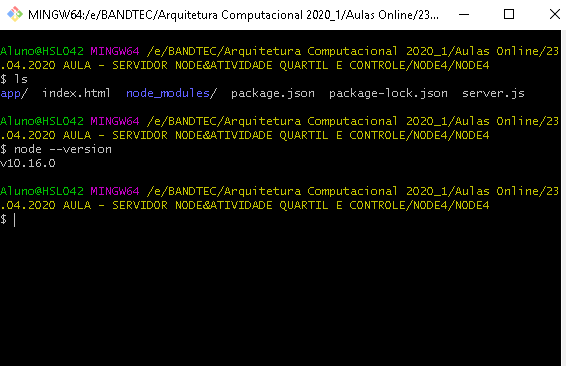 MINGW64:/e/BANDTEC/Arquitetura Computacional 2020_1/Aulas Online/23...
Aluno@HSL042 MINGW64 /e/BANDTEC/Arquitetura Computacional 2020_1/Aulas Online/23
.04.2020 AULA - SERVIDOR NODE&ATIVIDADE QUARTIL E CONTROLE/NODE4/NODE4
$ ls
app/  index.html  node_modules/  package.json  package-lock.json  server.js
Aluno@HSL042 MINGW64 /e/BANDTEC/Arquitetura Computacional 2020_1/Aulas Online/23
.04.2020 AULA - SERVIDOR NODE&ATIVIDADE QUARTIL E CONTROLE/NODE4/NODE4
$ node --version
v10.16.0
Aluno@HSL042 MINGW64 /e/BANDTEC/Arquitetura Computacional 2020_1/Aulas Online/23
.04.2020 AULA - SERVIDOR NODE&ATIVIDADE QUARTIL E CONTROLE/NODE4/NODE4
$